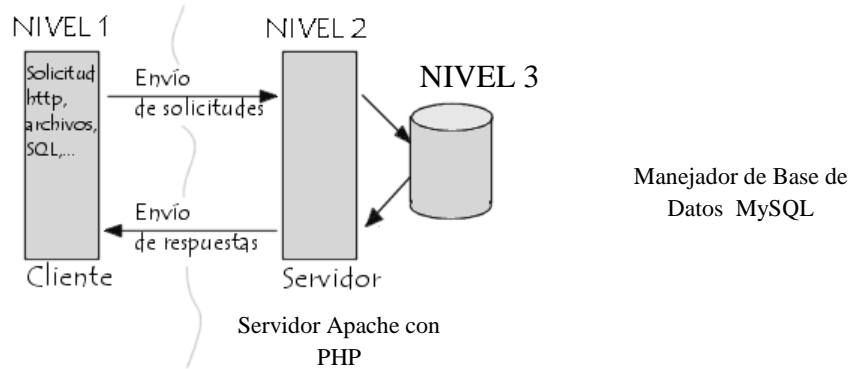 NIVEL 1
NIVEL 2
NIVEL 3
Solicitud
http,
archivos,
SQL,...
Envío
de solicitudes
Envío
de respuestas
Cliente
Servidor
Manejador de Base de
Datos MySQL
Servidor Apache con
PHP